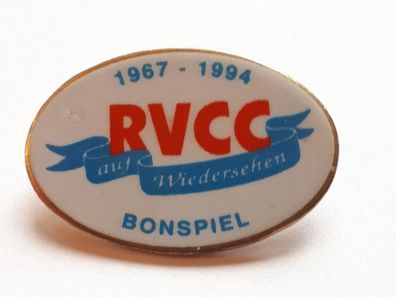 1967 - 1994
RVCC
auf Wiedersehen
BONSPIEL